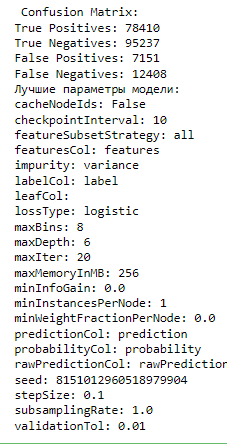 Confusion Matrix:
True Positives: 78410
True Negatives: 95237
False Positives: 7151
False Negatives: 12408
Лучшие параметры модели:
cacheNodeIds: False
checkpointInterval: 10
featureSubsetStrategy: all
featuresCol: features
impurity: variance
labelCol: label
leafCol:
lossType: logistic
maxBins: 8
maxDepth: 6
maxIter: 20
maxMemoryInMB: 256
minInfoGain: 0.0
minInstancesPerNode: 1
minWeightFractionPerNode: 0.0
predictionCol: prediction
probabilityCol: probability
rawPredictionCol: rawPrediction
seed: 8151012960518979904
stepSize: 0.1
subsamplingRate: 1.0
validationTol: 0.01